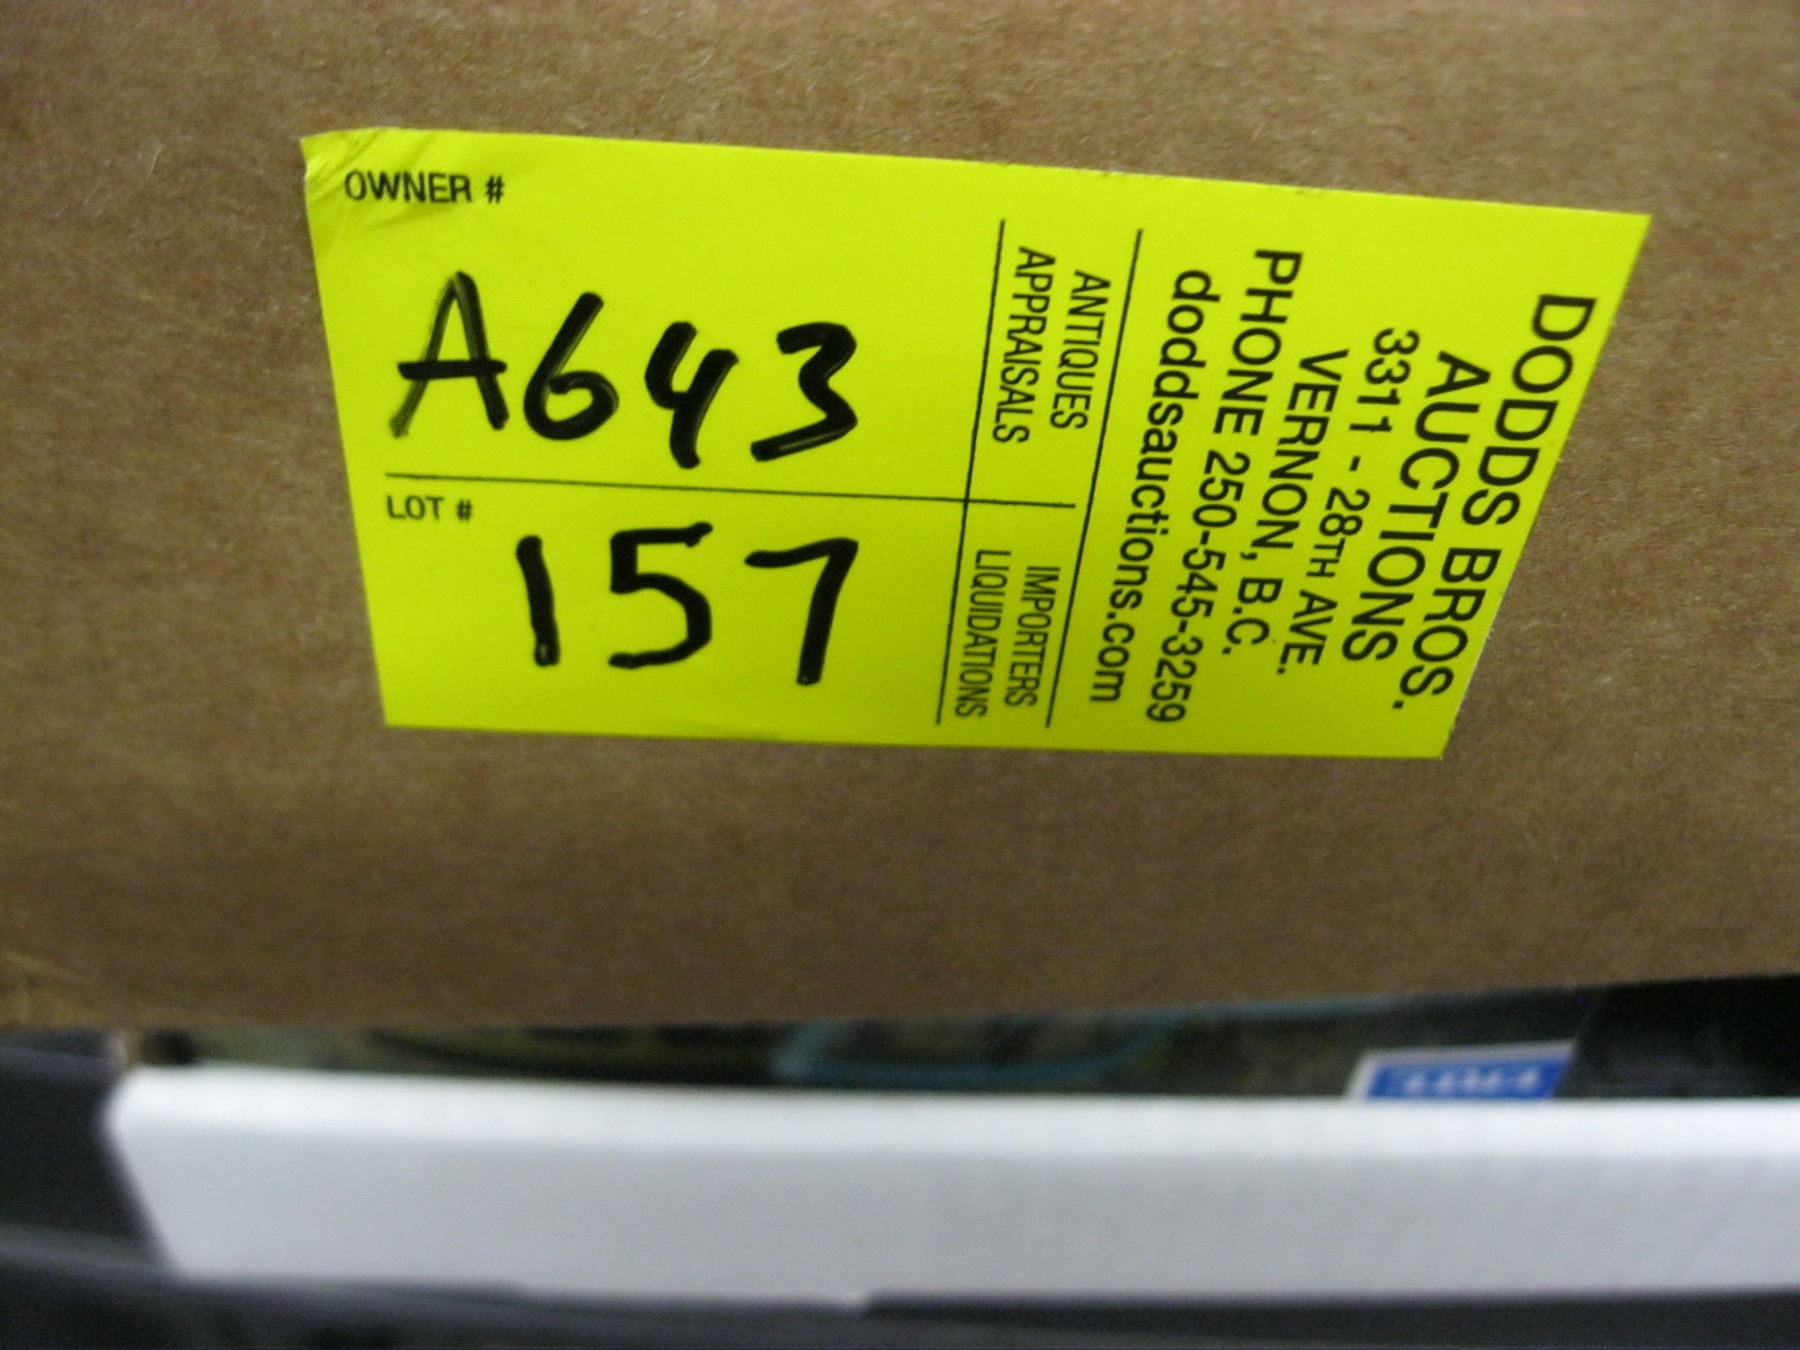 OWNER #
A643
LOT #
157
ANTIQUES
APPRAISALS
IMPORTERS
LIQUIDATIONS
DODDS BROS.
AUCTIONS
3311 - 28TH AVE.
VERNON, B.C.
PHONE 250-545-3259
doddsauctions.com